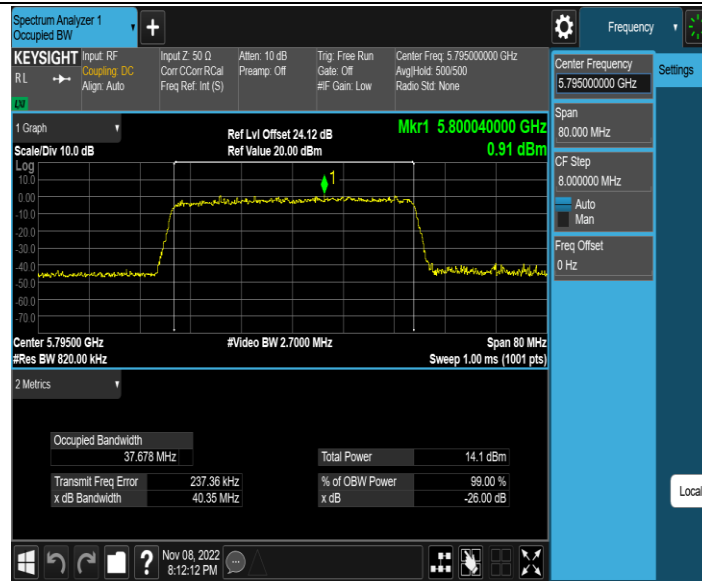 Spectrum Analyzer 1
Occupied BW
+
Frequency
KEYSIGHT
RL
LXI
Input: RF
Coupling: DC
Align: Auto
Input Z: 50 Ω
Corr CCorr RCal
Freq Ref: Int (S)
Atten: 10 dB
Preamp: Off
Trig: Free Run
Gate: Off
#IF Gain: Low
Center Freq: 5.795000000 GHz
Avg|Hold: 500/500
Radio Std: None
Center Frequency
5.795000000 GHz
Settings
Span
80.000 MHz
CF Step
8.000000 MHz
Auto
Man
Freq Offset
0 Hz
Local
1 Graph
Scale/Div 10.0 dB
Ref Lvl Offset 24.12 dB
Ref Value 20.00 dBm
Mkr1 5.800040000 GHz
0.91 dBm
Log
10.0
0.00
-10.0
-20.0
-30.0
-40.0
-50.0
-60.0
-70.0
1
Center 5.79500 GHz
#Res BW 820.00 kHz
#Video BW 2.7000 MHz
Span 80 MHz
Sweep 1.00 ms (1001 pts)
2 Metrics
Occupied Bandwidth
37.678 MHz
Total Power 14.1 dBm
Transmit Freq Error 237.36 kHz
% of OBW Power 99.00 %
x dB Bandwidth 40.35 MHz
x dB -26.00 dB
?
Nov 08, 2022
8:12:12 PM